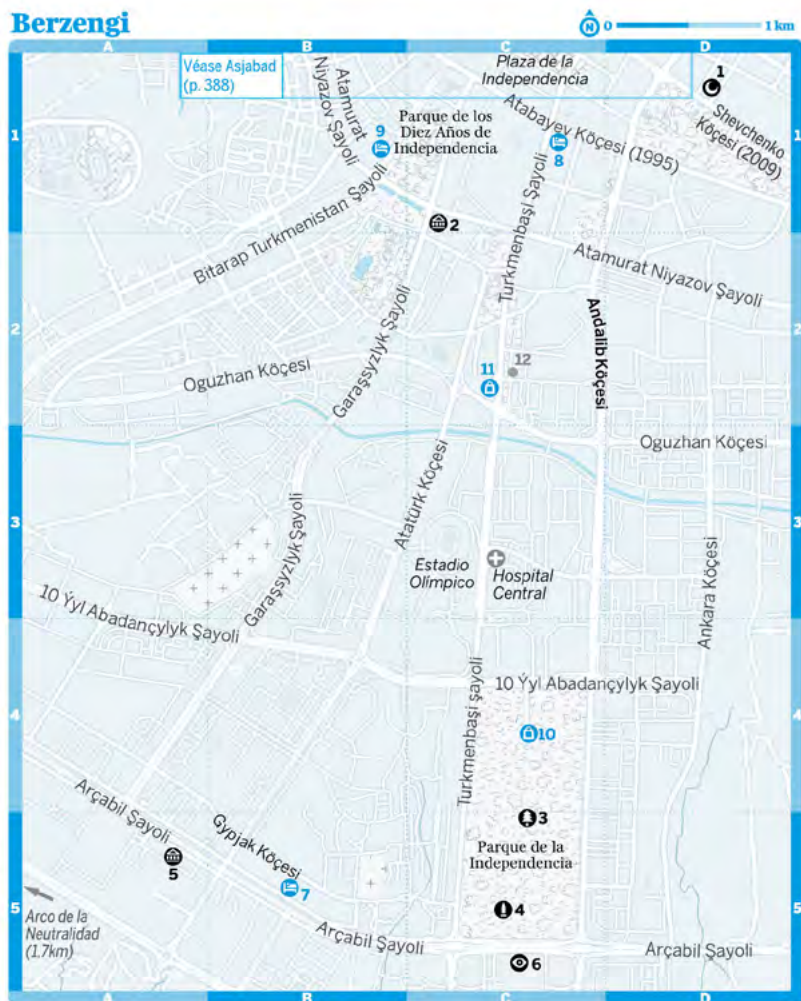 Berzengi
N 0 1 km
A B C D
Véase Asjabad
(p. 388)
Plaza de la
Independencia
1
Shevchenko
Köçesi (2009)
Atamurat
Niyazov Şayoli
9
Parque de los
Diez Años de
Independencia
Atabayev Köçesi (1995)
8
1
1
Bitarap Turkmenistan Şayoli
2
Turkmenbaşi Şayoli
Atamurat Niyazov Şayoli
2
2
Garaşsyzlyk Şayoli
Andalib Köçesi
Oguzhan Köçesi
11
12
Oguzhan Köçesi
Atatürk Köçesi
3
3
Garaşsyzlyk Şayoli
Estadio
Olímpico
Hospital
Central
Ankara Köçesi
10 Ýyl Abadançylyk Şayoli
10 Ýyl Abadançylyk Şayoli
Turkmenbaşi şayoli
4
4
10
Arçabil Şayoli
Gypjak Köçesi
3
Parque de la
Independencia
5
7
4
5
5
Arco de la
Neutralidad
(1.7km)
Arçabil Şayoli
Arçabil Şayoli
6
A B C D